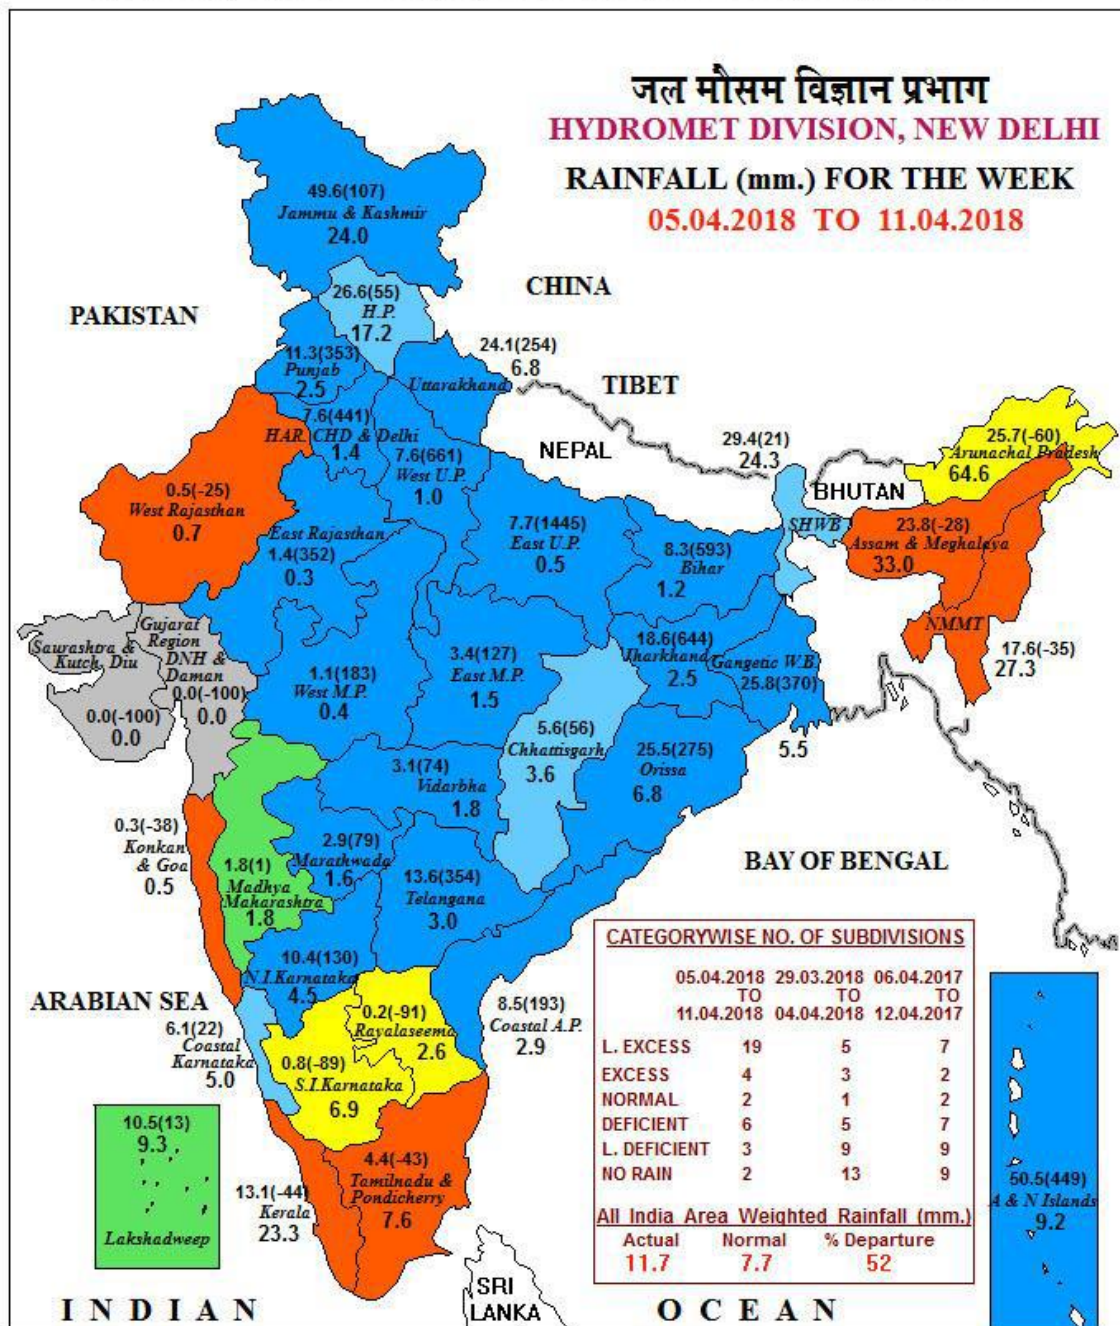 जल मौसम विज्ञान प्रभाग
HYDROMET DIVISION, NEW DELHI
RAINFALL (mm.) FOR THE WEEK
05.04.2018 TO 11.04.2018
49.6(107)
Jammu & Kashmir
24.0
CHINA
PAKISTAN
26.6(55)
H.P.
17.2
11.3(353)
Punjab
2.5
24.1(254)
6.8
Uttarakhand
TIBET
7.6(441)
HAR. CHD & Delhi
1.4
7.6(661)
West U.P.
1.0
NEPAL
29.4(21)
24.3
BHUTAN
SHWB
25.7(-60)
Arunachal Pradesh
64.6
0.5(-25)
West Rajasthan
0.7
East Rajasthan
1.4(352)
0.3
7.7(1445)
East U.P.
0.5
8.3(593)
Bihar
1.2
23.8(-28)
Assam & Meghalaya
33.0
NMMT
17.6(-35)
27.3
Saurashtra &
Kutch, Diu
0.0(-100)
0.0
Gujarat
Region
DNH &
Daman
0.0(-100)
0.0
1.1(183)
West M.P.
0.4
3.4(127)
East M.P.
1.5
18.6(644)
Jharkhand
2.5
Gangetic W.B.
25.8(370)
5.5
5.6(56)
Chhattisgarh
3.6
25.5(275)
Orissa
6.8
3.1(74)
Vidarbha
1.8
0.3(-38)
Konkan
& Goa
0.5
1.8(1)
Madhya
Maharashtra
1.8
2.9(79)
Marathwada
1.6
13.6(354)
Telangana
3.0
BAY OF BENGAL
10.4(130)
N.I.Karnataka
4.5
ARABIAN SEA
6.1(22)
Coastal
Karnataka
5.0
0.2(-91)
Rayalaseema
2.6
8.5(193)
Coastal A.P.
2.9
0.8(-89)
S.I.Karnataka
6.9
10.5(13)
9.3
Lakshadweep
13.1(-44)
Kerala
23.3
4.4(-43)
Tamilnadu &
Pondicherry
7.6
CATEGORYWISE NO. OF SUBDIVISIONS
05.04.2018 29.03.2018 06.04.2017
TO TO TO
11.04.2018 04.04.2018 12.04.2017
L. EXCESS 19 5 7
EXCESS 4 3 2
NORMAL 2 1 2
DEFICIENT 6 5 7
L. DEFICIENT 3 9 9
NO RAIN 2 13 9
All India Area Weighted Rainfall (mm.)
Actual Normal % Departure
11.7 7.7 52
50.5(449)
A & N Islands
9.2
SRI
LANKA
INDIAN OCEAN